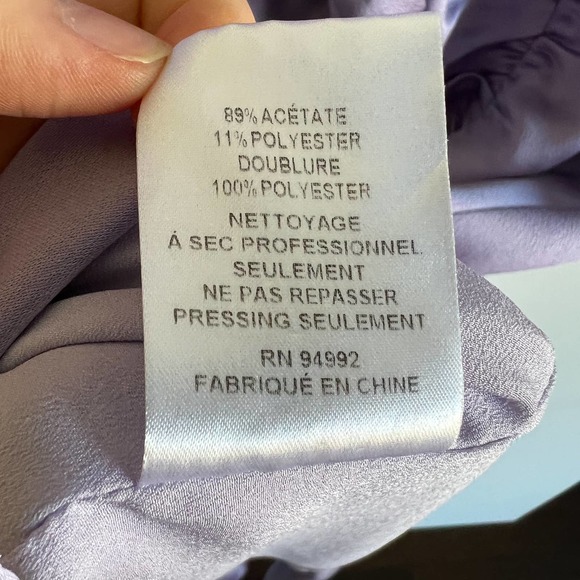 89% ACÉTATE
11% POLYESTER
DOUBLURE
100% POLYESTER
NETTOYAGE
À SEC PROFESSIONNEL
SEULEMENT
NE PAS REPASSER
PRESSING SEULEMENT
RN 94992
FABRIQUÉ EN CHINE